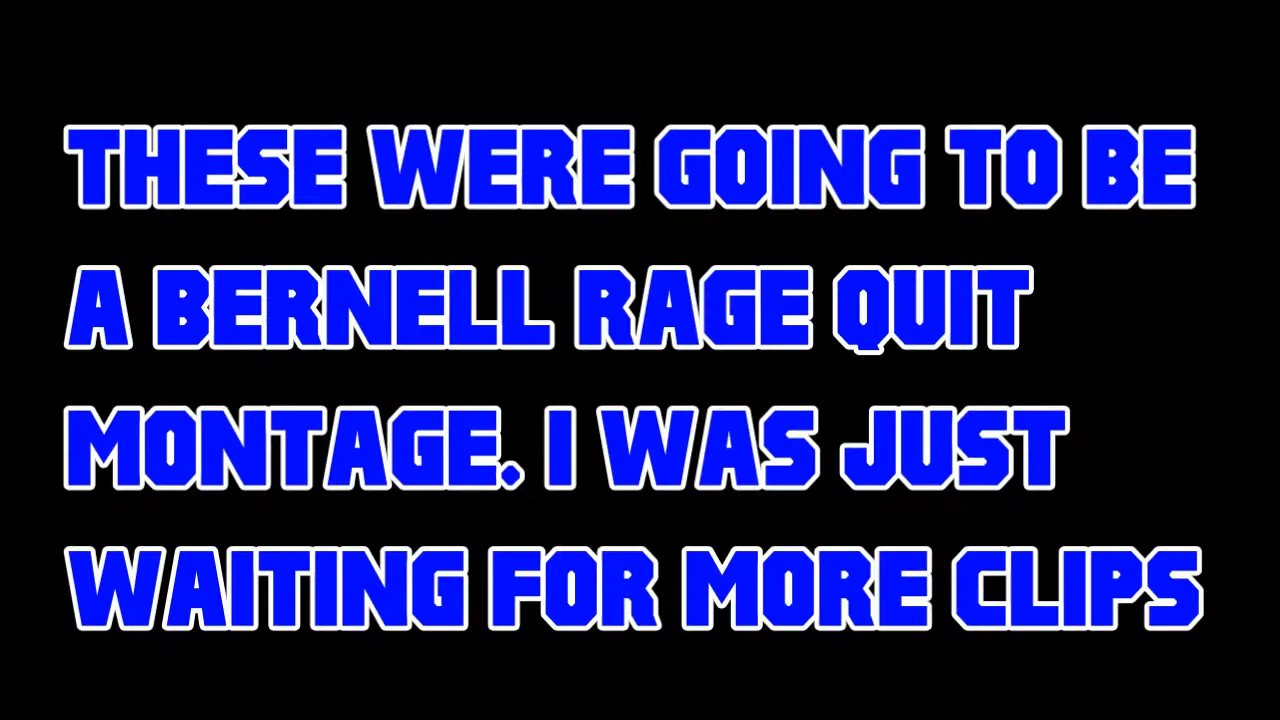 THESE WERE GOING TO BE
A BERNELL RAGE QUIT
MONTAGE. I WAS JUST
WAITING FOR MORE CLIPS